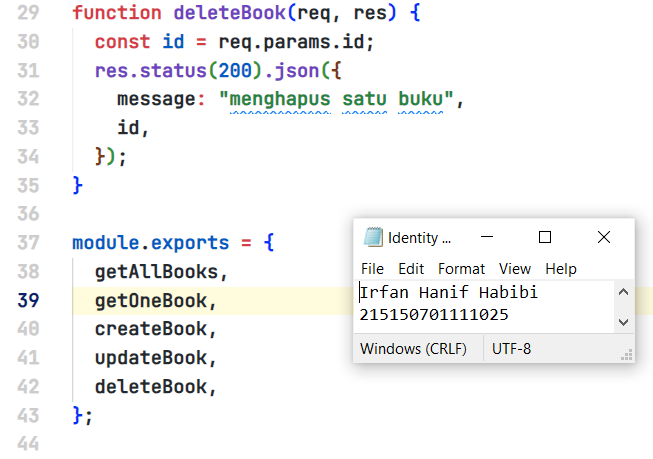 29 function deleteBook(req, res) {
30 const id = req.params.id;
31 res.status(200).json({
32 message: "menghapus satu buku",
33 id,
34 });
35 }
36
37 module.exports = {
38 getAllBooks,
39 getOneBook,
40 createBook,
41 updateBook,
42 deleteBook,
43 };
44
Identity ...
File Edit Format View Help
Irfan Hanif Habibi
215150701111025
Windows (CRLF) UTF-8